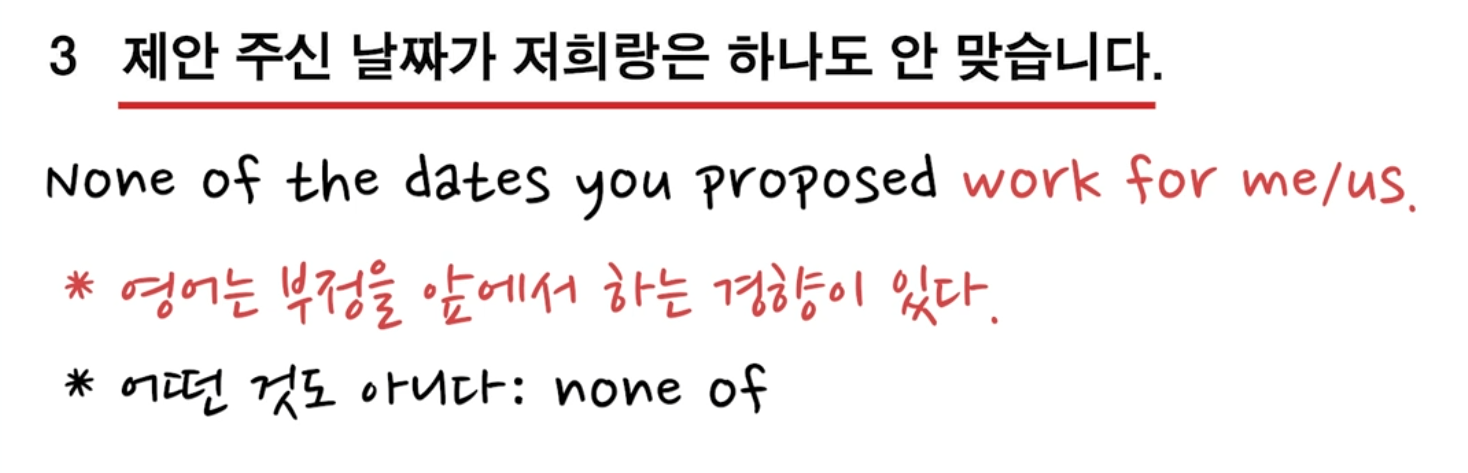 3 제안 주신 날짜가 저희랑은 하나도 안 맞습니다.
None of the dates you proposed work for me/us.
* 영어는 부정을 앞에서 하는 경향이 있다.
* 어떤 것도 아니다: none of